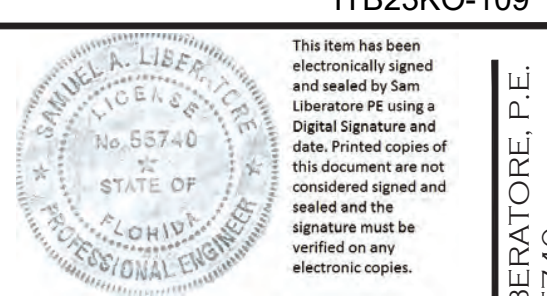 ITB23KO-109
SAMUEL A. LIBERATORE
LICENSE
No. 55740
STATE OF
FLORIDA
PROFESSIONAL ENGINEER
This item has been
electronically signed
and sealed by Sam
Liberatore PE using a
Digital Signature and
date. Printed copies of
this document are not
considered signed and
sealed and the
signature must be
verified on any
electronic copies.
BERATORE, P.E.